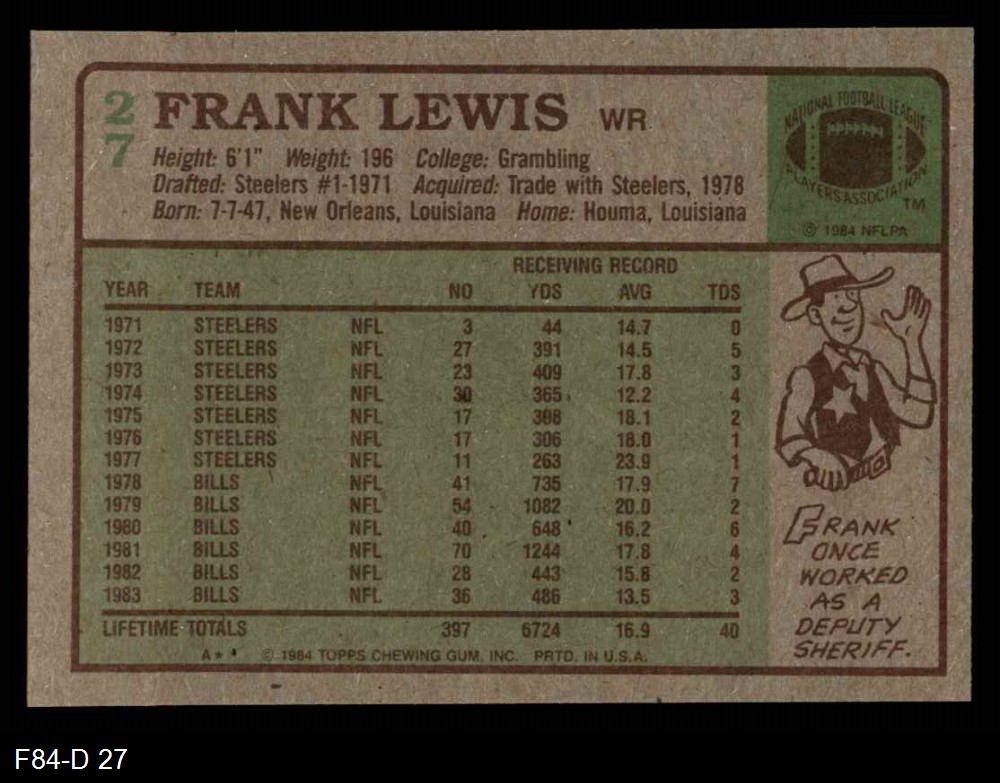 27 FRANK LEWIS WR
Height: 6'1" Weight: 196 College: Grambling
Drafted: Steelers #1-1971 Acquired: Trade with Steelers, 1978
Born: 7-7-47, New Orleans, Louisiana Home: Houma, Louisiana
NATIONAL FOOTBALL LEAGUE
PLAYERS ASSOCIATION
TM
© 1984 NFLPA
RECEIVING RECORD
YEAR TEAM NO YDS AVG TDS
1971 STEELERS NFL 3 44 14.7 0
1972 STEELERS NFL 27 391 14.5 5
1973 STEELERS NFL 23 409 17.8 3
1974 STEELERS NFL 30 365 12.2 4
1975 STEELERS NFL 17 308 18.1 2
1976 STEELERS NFL 17 306 18.0 1
1977 STEELERS NFL 11 263 23.9 1
1978 BILLS NFL 41 735 17.9 7
1979 BILLS NFL 54 1082 20.0 2
1980 BILLS NFL 40 648 16.2 6
1981 BILLS NFL 70 1244 17.8 4
1982 BILLS NFL 28 443 15.8 2
1983 BILLS NFL 36 486 13.5 3
LIFETIME TOTALS 397 6724 16.9 40
A* © 1984 TOPPS CHEWING GUM, INC. PRTD. IN U.S.A.
FRANK
ONCE
WORKED
AS A
DEPUTY
SHERIFF.
F84-D 27